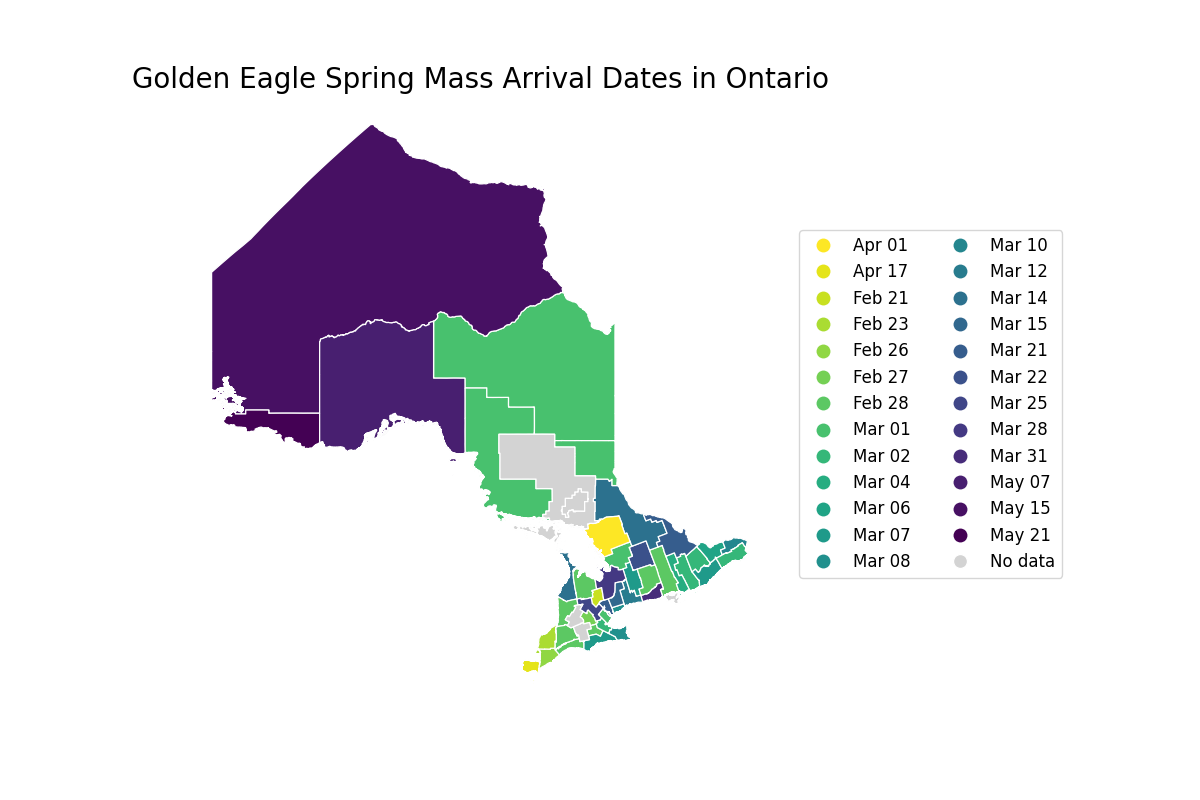 Golden Eagle Spring Mass Arrival Dates in Ontario
Apr 01
Apr 17
Feb 21
Feb 23
Feb 26
Feb 27
Feb 28
Mar 01
Mar 02
Mar 04
Mar 06
Mar 07
Mar 08
Mar 10
Mar 12
Mar 14
Mar 15
Mar 21
Mar 22
Mar 25
Mar 28
Mar 31
May 07
May 15
May 21
No data